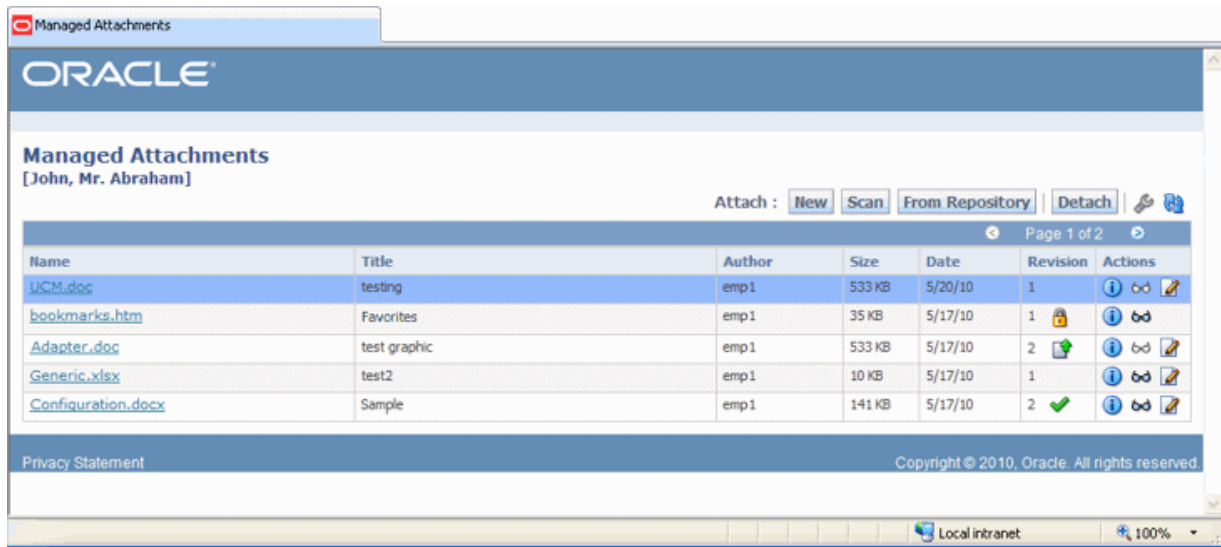 Managed Attachments
ORACLE
Managed Attachments
[John, Mr. Abraham]
Attach : New Scan From Repository Detach
Page 1 of 2
Name Title Author Size Date Revision Actions
UCM.doc testing emp1 533 KB 5/20/10 1
bookmarks.htm Favorites emp1 35 KB 5/17/10 1
Adapter.doc test graphic emp1 533 KB 5/17/10 2
Generic.xlsx test2 emp1 10 KB 5/17/10 1
Configuration.docx Sample emp1 141 KB 5/17/10 2
Privacy Statement Copyright © 2010, Oracle. All rights reserved.
Local intranet 100%